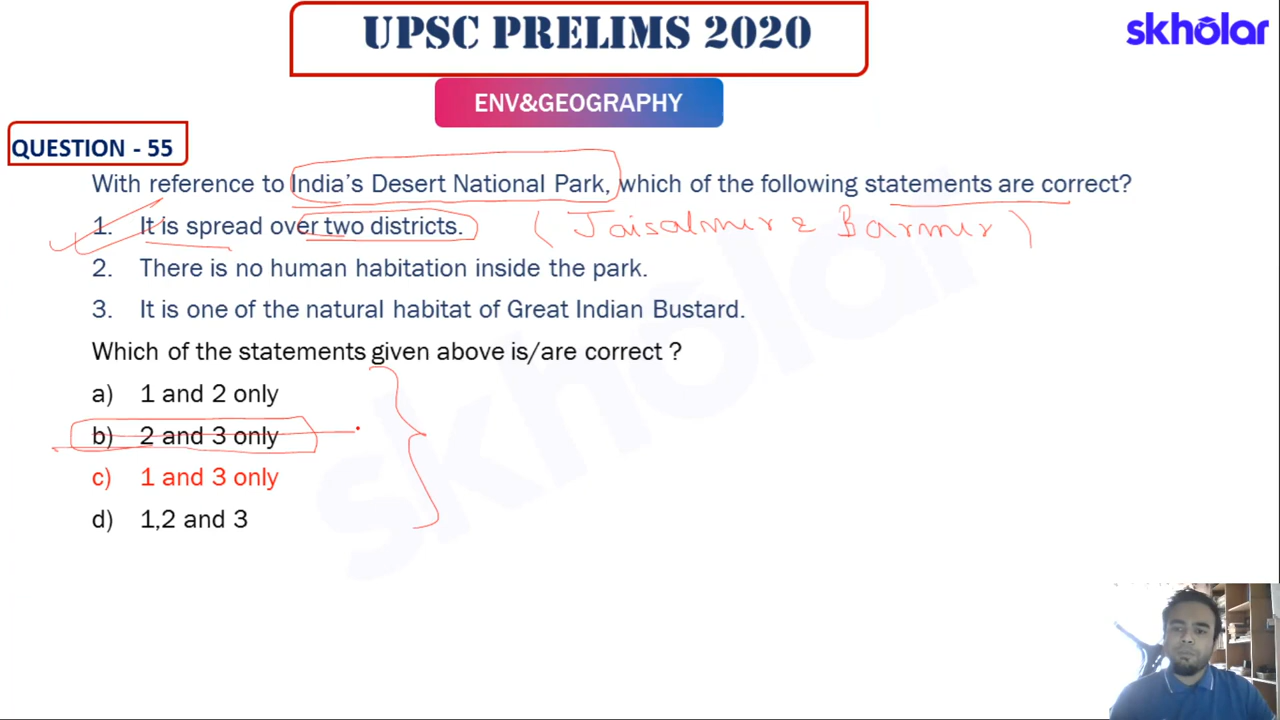 UPSC PRELIMS 2020
skholar
ENV&GEOGRAPHY
QUESTION - 55
With reference to India's Desert National Park, which of the following statements are correct?
1. It is spread over two districts. (Jaisalmer & Barmer)
2. There is no human habitation inside the park.
3. It is one of the natural habitat of Great Indian Bustard.
Which of the statements given above is/are correct ?
a) 1 and 2 only
b) 2 and 3 only
c) 1 and 3 only
d) 1,2 and 3
skholar